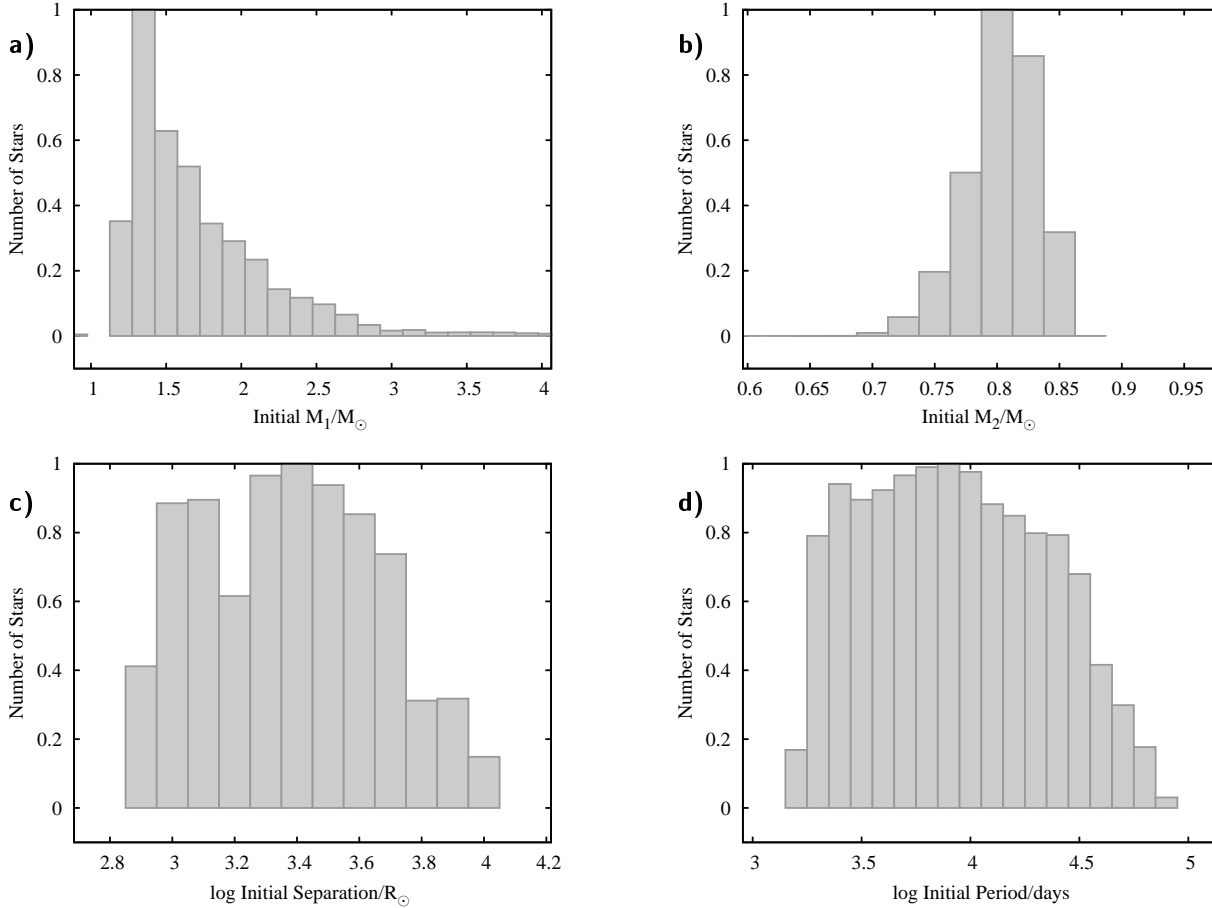 a)
1
0.8
0.6
0.4
0.2
0
Number of Stars
1 1.5 2 2.5 3 3.5 4
Initial M₁/M☉
b)
1
0.8
0.6
0.4
0.2
0
Number of Stars
0.6 0.65 0.7 0.75 0.8 0.85 0.9 0.95
Initial M₂/M☉
c)
1
0.8
0.6
0.4
0.2
0
Number of Stars
2.8 3 3.2 3.4 3.6 3.8 4 4.2
log Initial Separation/R☉
d)
1
0.8
0.6
0.4
0.2
0
Number of Stars
3 3.5 4 4.5 5
log Initial Period/days